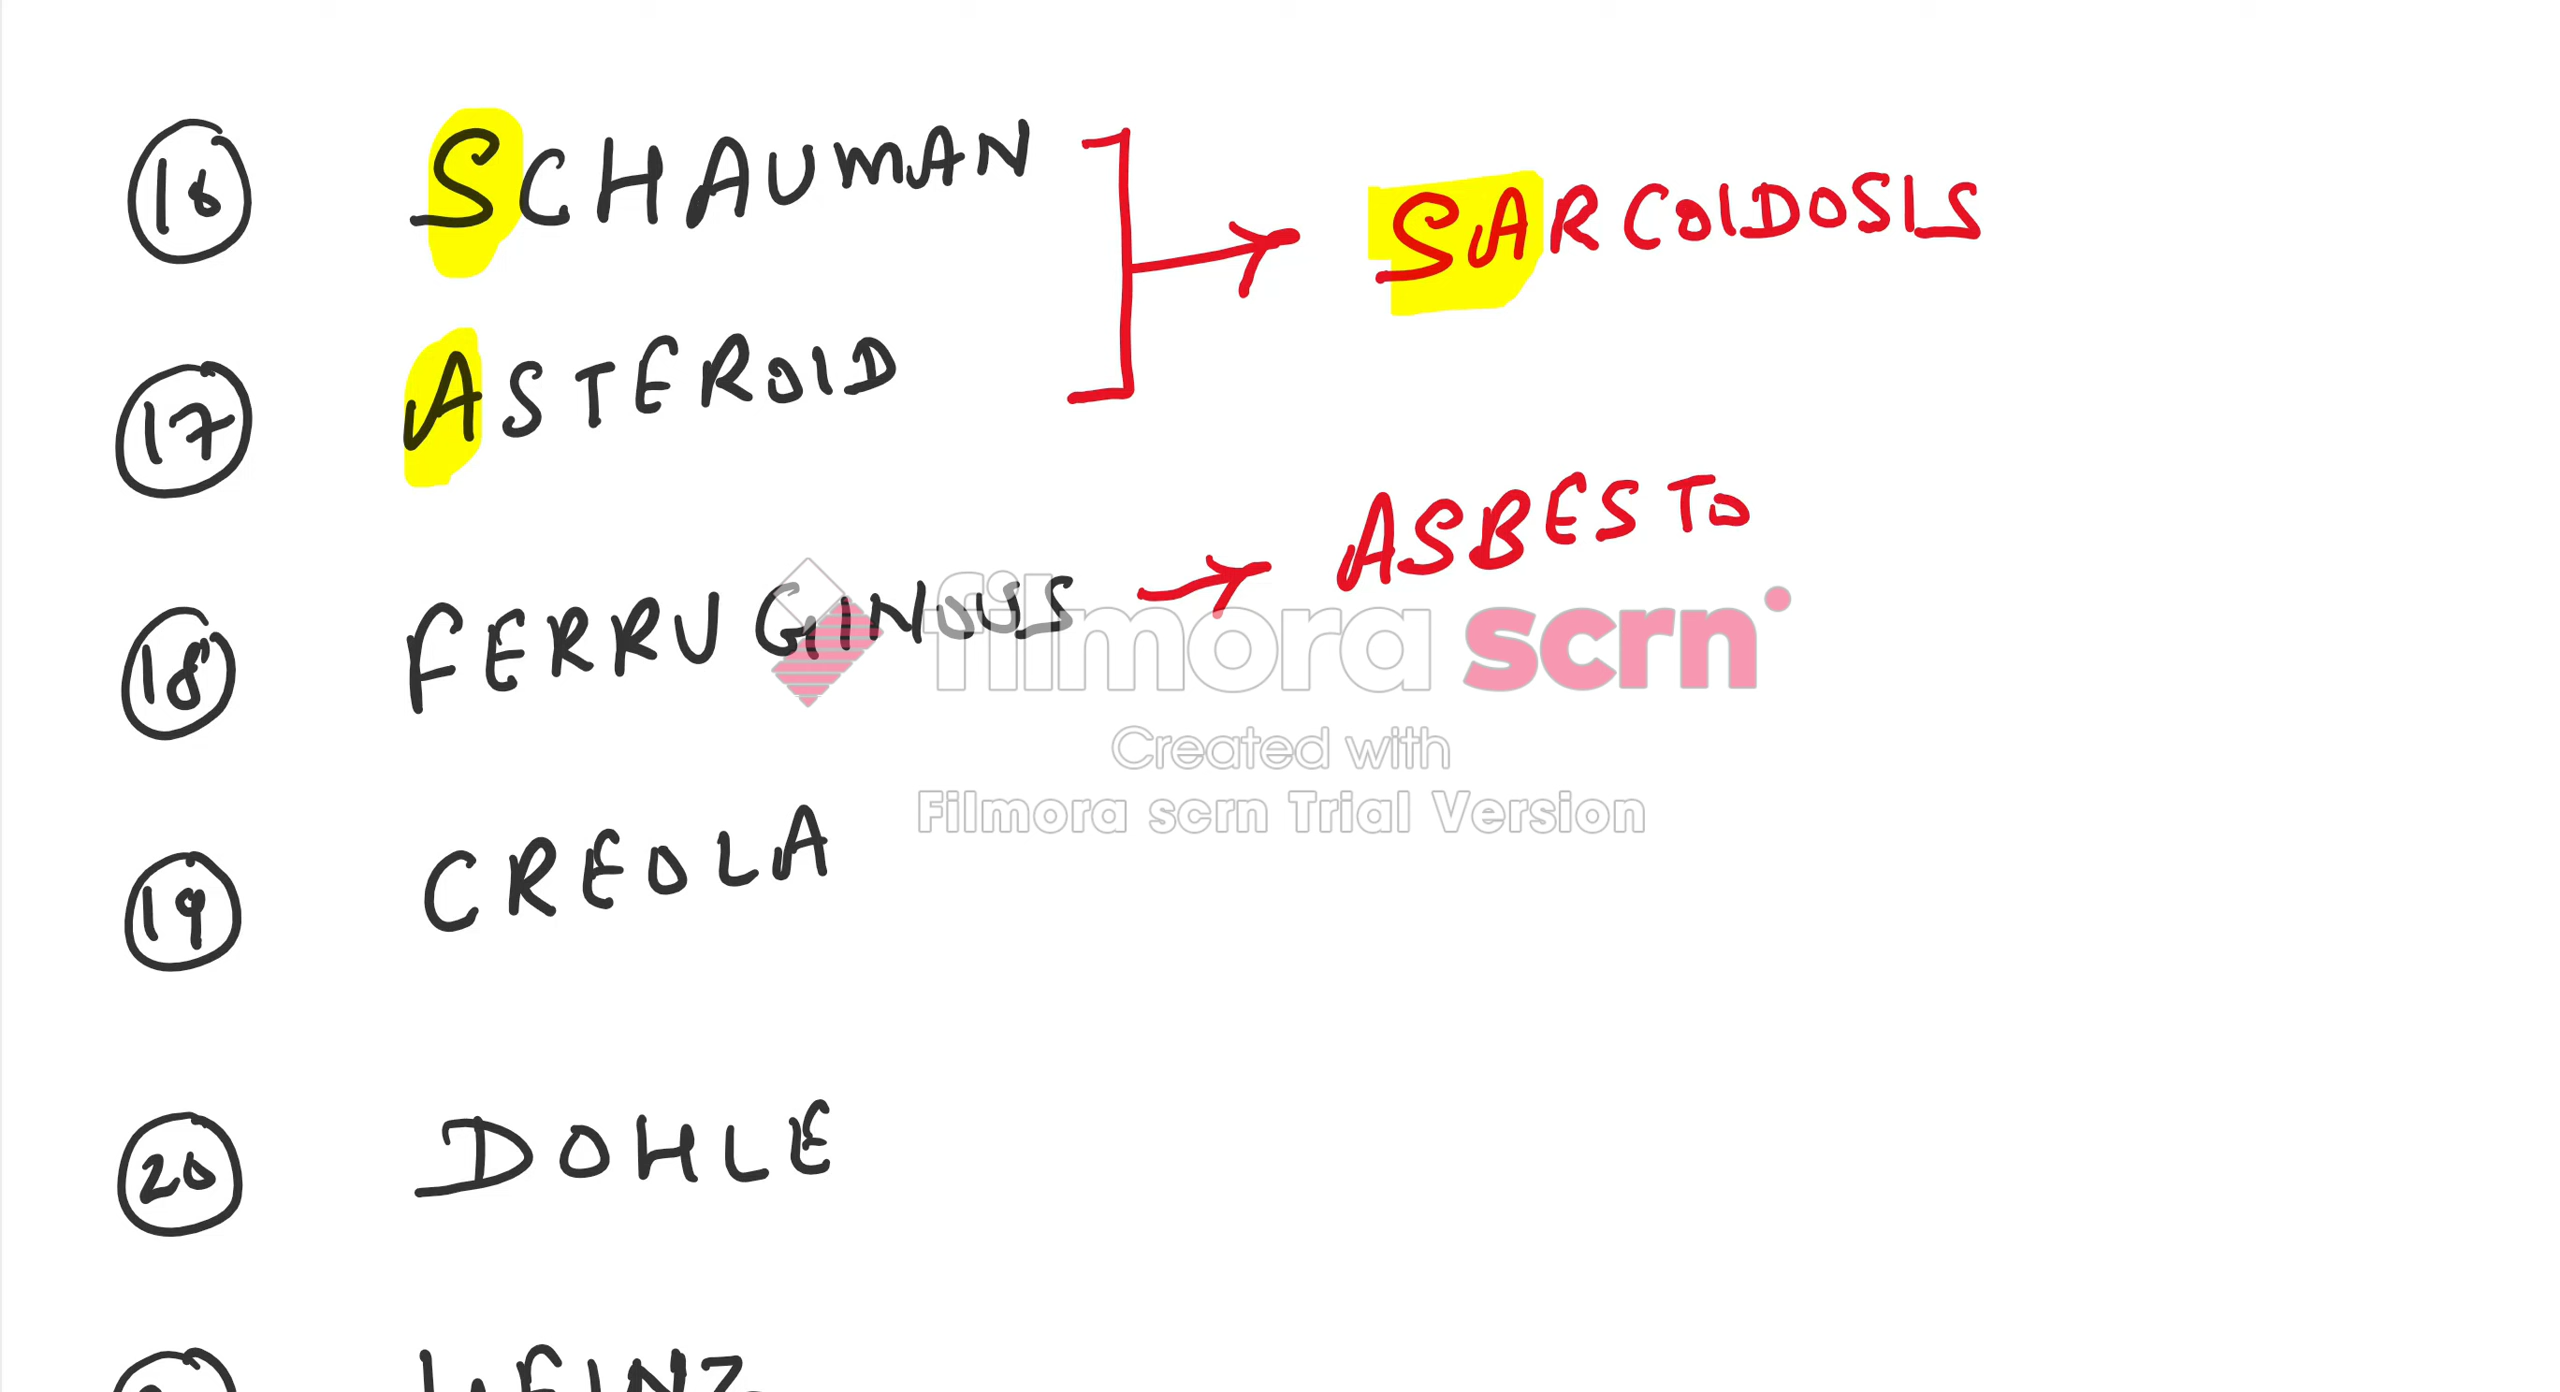 16 SCHAUMAN
SARCOIDOSIS
17 ASTEROID
18 FERRUGINOUS → ASBESTO
filmora scrn
Created with
Filmora scrn Trial Version
19 CREOLA
20 DOHLE
HEINZ